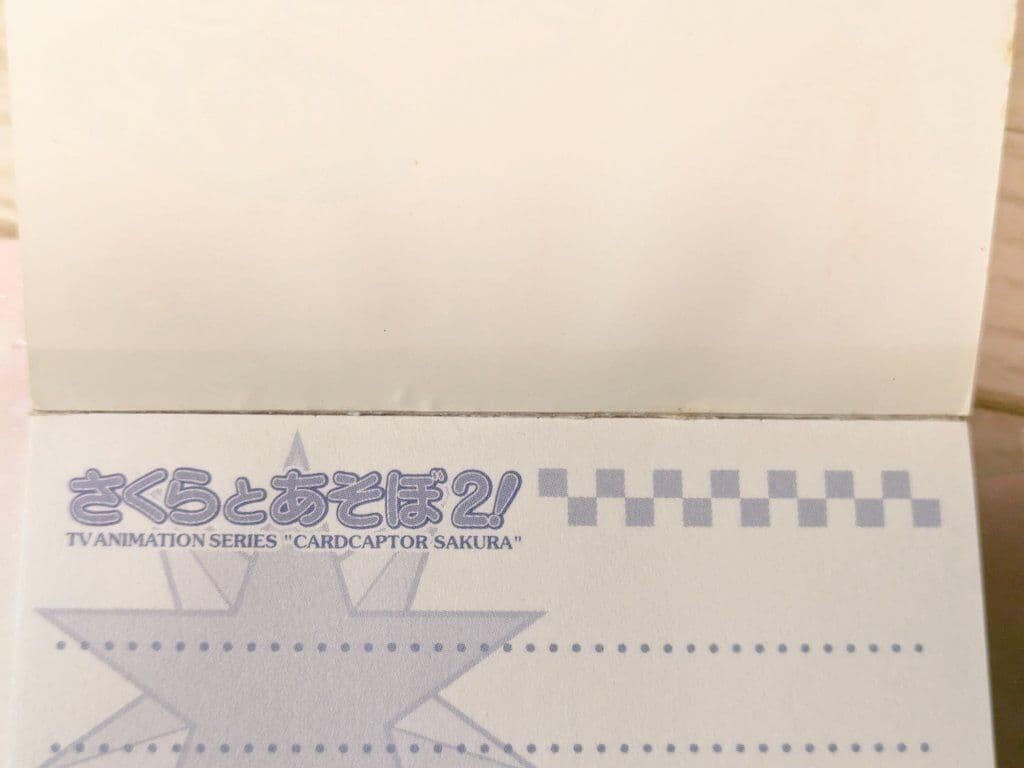 さくらとあそぼ2!
TV ANIMATION SERIES "CARDCAPTOR SAKURA"